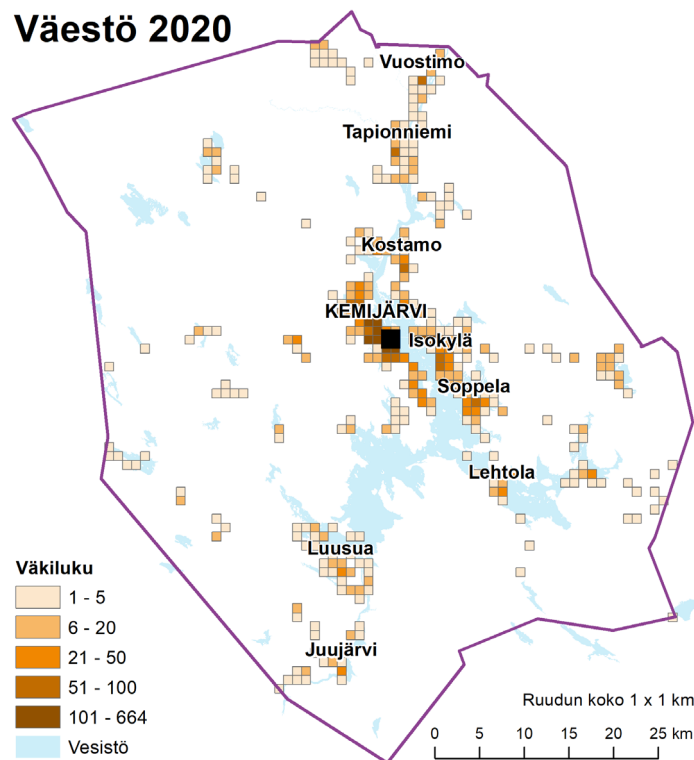 Väestö 2020
Vuostimo
Tapionniemi
Kostamo
KEMIJÄRVI
Isokylä
Soppela
Lehtola
Luusua
Juujärvi
Väkiluku
1 - 5
6 - 20
21 - 50
51 - 100
101 - 664
Vesistö
Ruudun koko 1 x 1 km
0 5 10 15 20 25 km